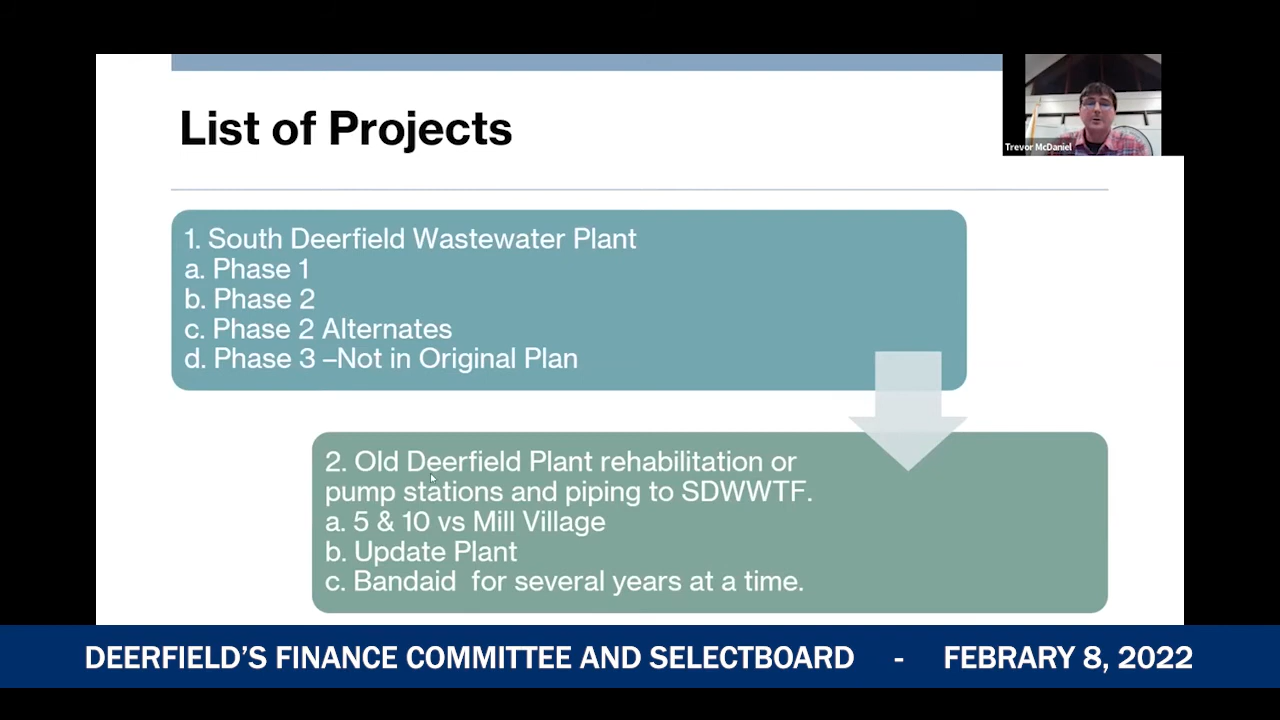 List of Projects
Trevor McDaniel
1. South Deerfield Wastewater Plant
a. Phase 1
b. Phase 2
c. Phase 2 Alternates
d. Phase 3 –Not in Original Plan
2. Old Deerfield Plant rehabilitation or
pump stations and piping to SDWWTF.
a. 5 & 10 vs Mill Village
b. Update Plant
c. Bandaid  for several years at a time.
DEERFIELD'S FINANCE COMMITTEE AND SELECTBOARD - FEBRARY 8, 2022